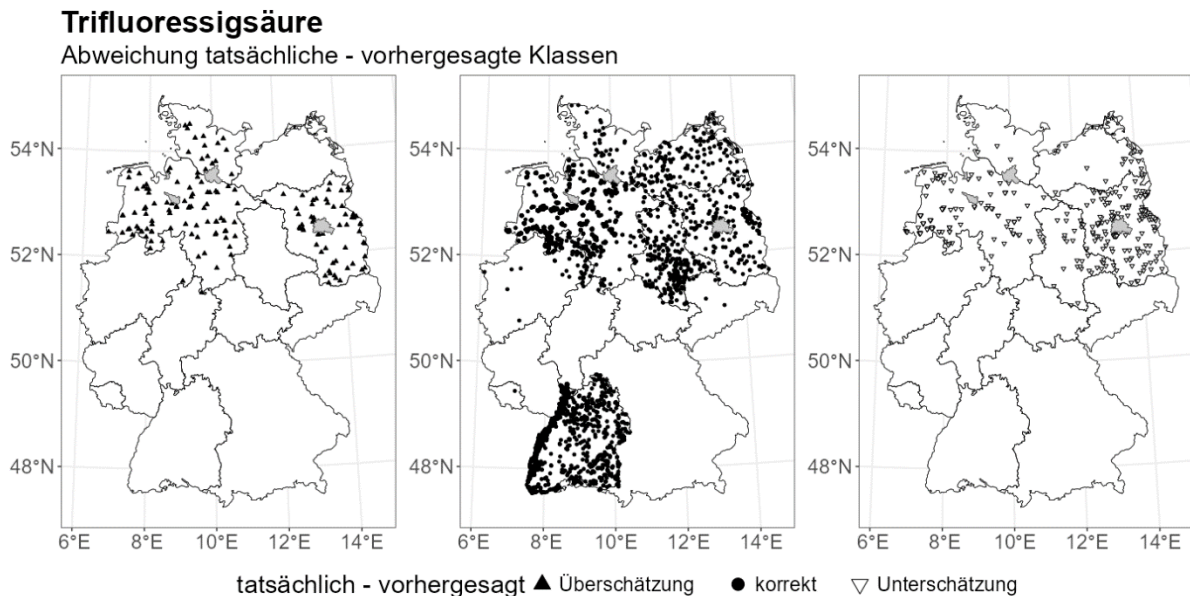 Trifluoressigsäure
Abweichung tatsächliche - vorhergesagte Klassen
54°N 54°N 54°N
52°N 52°N 52°N
50°N 50°N 50°N
48°N 48°N 48°N
6°E 8°E 10°E 12°E 14°E 6°E 8°E 10°E 12°E 14°E 6°E 8°E 10°E 12°E 14°E
tatsächlich - vorhergesagt Überschätzung korrekt Unterschätzung